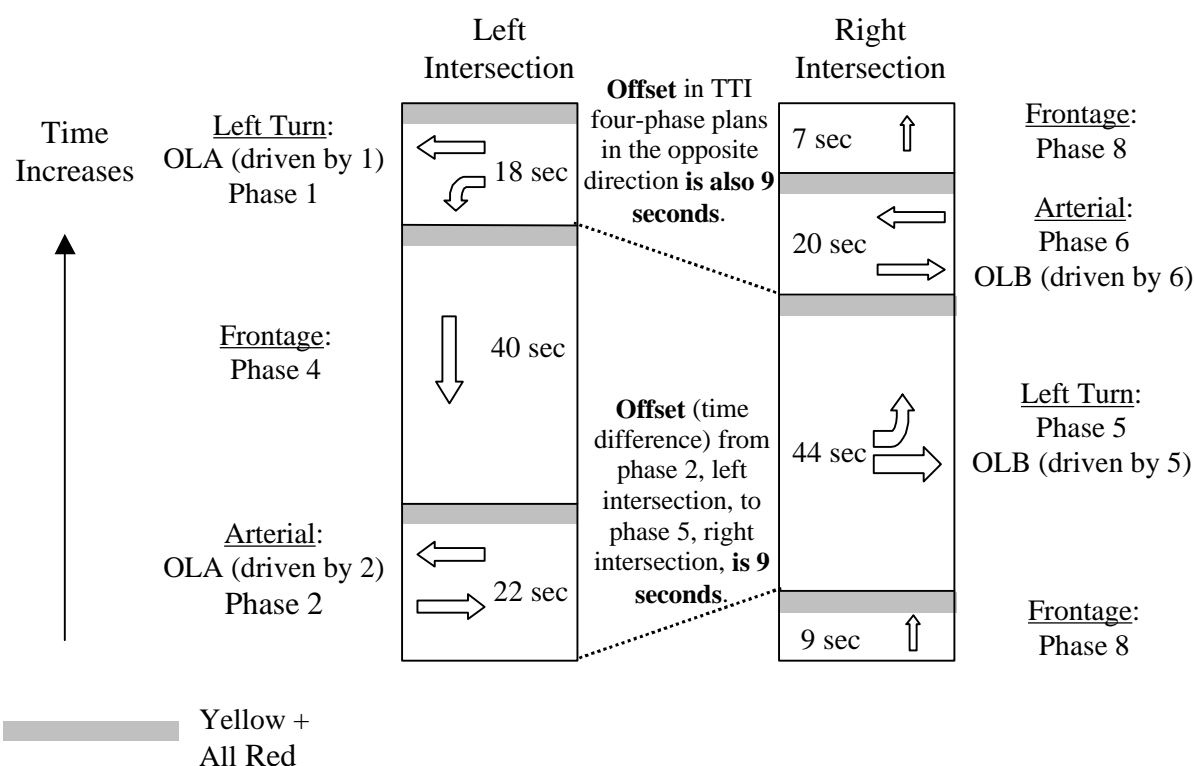 Left
Intersection
Right
Intersection
Time
Increases
Left Turn:
OLA (driven by 1)
Phase 1
18 sec
Offset in TTI
four-phase plans
in the opposite
direction is also 9
seconds.
7 sec
Frontage:
Phase 8
20 sec
Arterial:
Phase 6
OLB (driven by 6)
Frontage:
Phase 4
40 sec
Offset (time
difference) from
phase 2, left
intersection, to
phase 5, right
intersection, is 9
seconds.
44 sec
Left Turn:
Phase 5
OLB (driven by 5)
Arterial:
OLA (driven by 2)
Phase 2
22 sec
9 sec
Frontage:
Phase 8
Yellow +
All Red